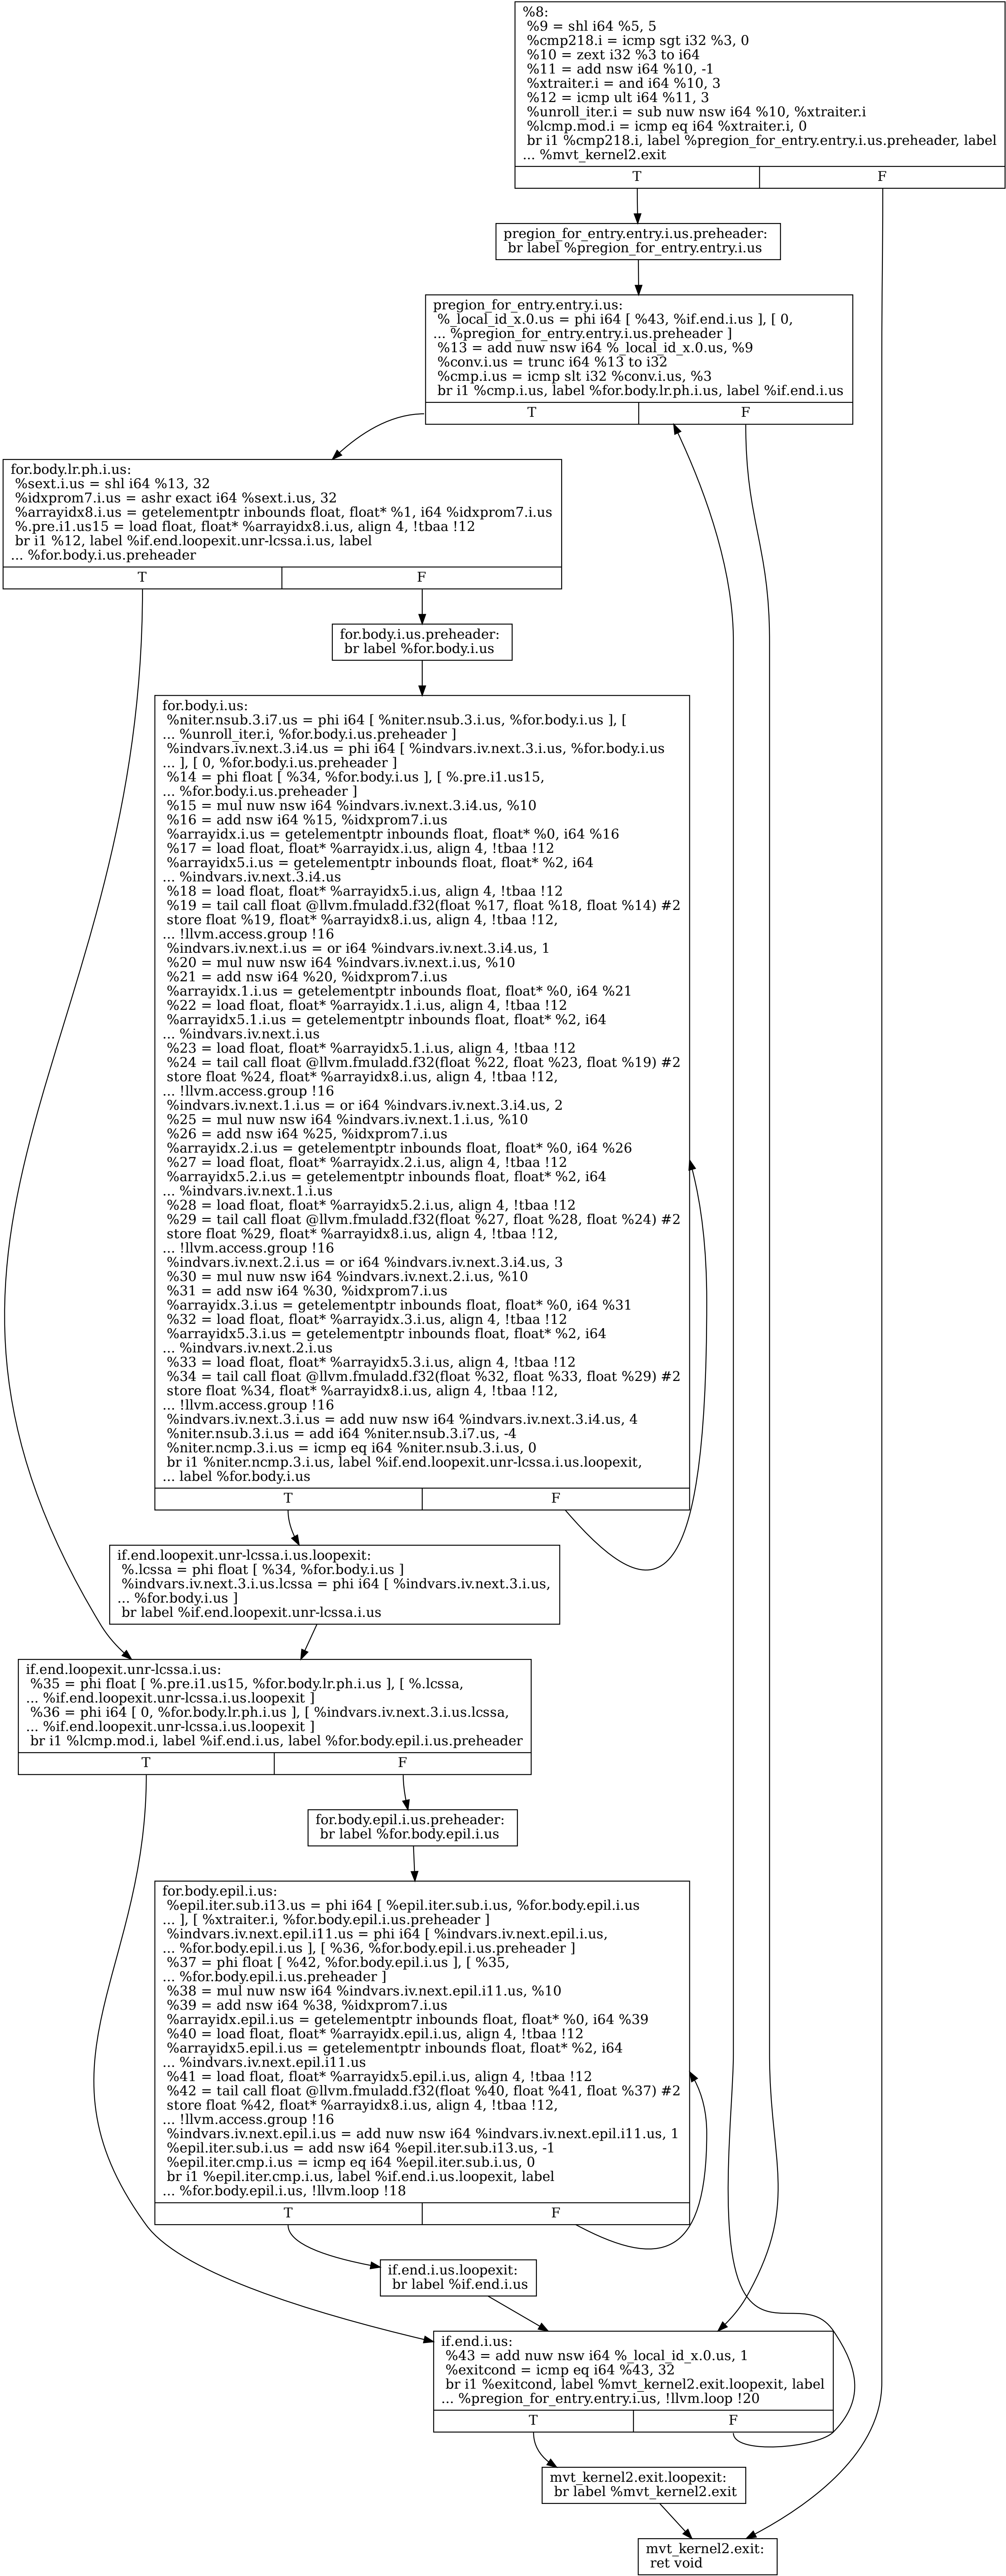 %8:
%9 = shl i64 %5, 5
%cmp218.i = icmp sgt i32 %3, 0
%10 = zext i32 %3 to i64
%11 = add nsw i64 %10, -1
%xtraiter.i = and i64 %10, 3
%12 = icmp ult i64 %11, 3
%unroll_iter.i = sub nuw nsw i64 %10, %xtraiter.i
%lcmp.mod.i = icmp eq i64 %xtraiter.i, 0
br i1 %cmp218.i, label %pregion_for_entry.entry.i.us.preheader, label
... %mvt_kernel2.exit
T
F
pregion_for_entry.entry.i.us.preheader:
br label %pregion_for_entry.entry.i.us
pregion_for_entry.entry.i.us:
%_local_id_x.0.us = phi i64 [ %43, %if.end.i.us ], [ 0,
... %pregion_for_entry.entry.i.us.preheader ]
%13 = add nuw nsw i64 %_local_id_x.0.us, %9
%conv.i.us = trunc i64 %13 to i32
%cmp.i.us = icmp slt i32 %conv.i.us, %3
br i1 %cmp.i.us, label %for.body.lr.ph.i.us, label %if.end.i.us
T
F
for.body.lr.ph.i.us:
%sext.i.us = shl i64 %13, 32
%idxprom7.i.us = ashr exact i64 %sext.i.us, 32
%arrayidx8.i.us = getelementptr inbounds float, float* %1, i64 %idxprom7.i.us
%.pre.i1.us15 = load float, float* %arrayidx8.i.us, align 4, !tbaa !12
br i1 %12, label %if.end.loopexit.unr-lcssa.i.us, label
... %for.body.i.us.preheader
T
F
for.body.i.us.preheader:
br label %for.body.i.us
for.body.i.us:
%niter.nsub.3.i7.us = phi i64 [ %niter.nsub.3.i.us, %for.body.i.us ], [
... %unroll_iter.i, %for.body.i.us.preheader ]
%indvars.iv.next.3.i4.us = phi i64 [ %indvars.iv.next.3.i.us, %for.body.i.us
... ], [ 0, %for.body.i.us.preheader ]
%14 = phi float [ %34, %for.body.i.us ], [ %.pre.i1.us15,
... %for.body.i.us.preheader ]
%15 = mul nuw nsw i64 %indvars.iv.next.3.i4.us, %10
%16 = add nsw i64 %15, %idxprom7.i.us
%arrayidx.i.us = getelementptr inbounds float, float* %0, i64 %16
%17 = load float, float* %arrayidx.i.us, align 4, !tbaa !12
%arrayidx5.i.us = getelementptr inbounds float, float* %2, i64
... %indvars.iv.next.3.i4.us
%18 = load float, float* %arrayidx5.i.us, align 4, !tbaa !12
%19 = tail call float @llvm.fmuladd.f32(float %17, float %18, float %14) #2
store float %19, float* %arrayidx8.i.us, align 4, !tbaa !12,
... !llvm.access.group !16
%indvars.iv.next.i.us = or i64 %indvars.iv.next.3.i4.us, 1
%20 = mul nuw nsw i64 %indvars.iv.next.i.us, %10
%21 = add nsw i64 %20, %idxprom7.i.us
%arrayidx.1.i.us = getelementptr inbounds float, float* %0, i64 %21
%22 = load float, float* %arrayidx.1.i.us, align 4, !tbaa !12
%arrayidx5.1.i.us = getelementptr inbounds float, float* %2, i64
... %indvars.iv.next.i.us
%23 = load float, float* %arrayidx5.1.i.us, align 4, !tbaa !12
%24 = tail call float @llvm.fmuladd.f32(float %22, float %23, float %19) #2
store float %24, float* %arrayidx8.i.us, align 4, !tbaa !12,
... !llvm.access.group !16
%indvars.iv.next.1.i.us = or i64 %indvars.iv.next.3.i4.us, 2
%25 = mul nuw nsw i64 %indvars.iv.next.1.i.us, %10
%26 = add nsw i64 %25, %idxprom7.i.us
%arrayidx.2.i.us = getelementptr inbounds float, float* %0, i64 %26
%27 = load float, float* %arrayidx.2.i.us, align 4, !tbaa !12
%arrayidx5.2.i.us = getelementptr inbounds float, float* %2, i64
... %indvars.iv.next.1.i.us
%28 = load float, float* %arrayidx5.2.i.us, align 4, !tbaa !12
%29 = tail call float @llvm.fmuladd.f32(float %27, float %28, float %24) #2
store float %29, float* %arrayidx8.i.us, align 4, !tbaa !12,
... !llvm.access.group !16
%indvars.iv.next.2.i.us = or i64 %indvars.iv.next.3.i4.us, 3
%30 = mul nuw nsw i64 %indvars.iv.next.2.i.us, %10
%31 = add nsw i64 %30, %idxprom7.i.us
%arrayidx.3.i.us = getelementptr inbounds float, float* %0, i64 %31
%32 = load float, float* %arrayidx.3.i.us, align 4, !tbaa !12
%arrayidx5.3.i.us = getelementptr inbounds float, float* %2, i64
... %indvars.iv.next.2.i.us
%33 = load float, float* %arrayidx5.3.i.us, align 4, !tbaa !12
%34 = tail call float @llvm.fmuladd.f32(float %32, float %33, float %29) #2
store float %34, float* %arrayidx8.i.us, align 4, !tbaa !12,
... !llvm.access.group !16
%indvars.iv.next.3.i.us = add nuw nsw i64 %indvars.iv.next.3.i4.us, 4
%niter.nsub.3.i.us = add i64 %niter.nsub.3.i7.us, -4
%niter.ncmp.3.i.us = icmp eq i64 %niter.nsub.3.i.us, 0
br i1 %niter.ncmp.3.i.us, label %if.end.loopexit.unr-lcssa.i.us.loopexit,
... label %for.body.i.us
T
F
if.end.loopexit.unr-lcssa.i.us.loopexit:
%.lcssa = phi float [ %34, %for.body.i.us ]
%indvars.iv.next.3.i.us.lcssa = phi i64 [ %indvars.iv.next.3.i.us,
... %for.body.i.us ]
br label %if.end.loopexit.unr-lcssa.i.us
if.end.loopexit.unr-lcssa.i.us:
%35 = phi float [ %.pre.i1.us15, %for.body.lr.ph.i.us ], [ %.lcssa,
... %if.end.loopexit.unr-lcssa.i.us.loopexit ]
%36 = phi i64 [ 0, %for.body.lr.ph.i.us ], [ %indvars.iv.next.3.i.us.lcssa,
... %if.end.loopexit.unr-lcssa.i.us.loopexit ]
br i1 %lcmp.mod.i, label %if.end.i.us, label %for.body.epil.i.us.preheader
T
F
for.body.epil.i.us.preheader:
br label %for.body.epil.i.us
for.body.epil.i.us:
%epil.iter.sub.i13.us = phi i64 [ %epil.iter.sub.i.us, %for.body.epil.i.us
... ], [ %xtraiter.i, %for.body.epil.i.us.preheader ]
%indvars.iv.next.epil.i11.us = phi i64 [ %indvars.iv.next.epil.i.us,
... %for.body.epil.i.us ], [ %36, %for.body.epil.i.us.preheader ]
%37 = phi float [ %42, %for.body.epil.i.us ], [ %35,
... %for.body.epil.i.us.preheader ]
%38 = mul nuw nsw i64 %indvars.iv.next.epil.i11.us, %10
%39 = add nsw i64 %38, %idxprom7.i.us
%arrayidx.epil.i.us = getelementptr inbounds float, float* %0, i64 %39
%40 = load float, float* %arrayidx.epil.i.us, align 4, !tbaa !12
%arrayidx5.epil.i.us = getelementptr inbounds float, float* %2, i64
... %indvars.iv.next.epil.i11.us
%41 = load float, float* %arrayidx5.epil.i.us, align 4, !tbaa !12
%42 = tail call float @llvm.fmuladd.f32(float %40, float %41, float %37) #2
store float %42, float* %arrayidx8.i.us, align 4, !tbaa !12,
... !llvm.access.group !16
%indvars.iv.next.epil.i.us = add nuw nsw i64 %indvars.iv.next.epil.i11.us, 1
%epil.iter.sub.i.us = add nsw i64 %epil.iter.sub.i13.us, -1
%epil.iter.cmp.i.us = icmp eq i64 %epil.iter.sub.i.us, 0
br i1 %epil.iter.cmp.i.us, label %if.end.i.us.loopexit, label
... %for.body.epil.i.us, !llvm.loop !18
T
F
if.end.i.us.loopexit:
br label %if.end.i.us
if.end.i.us:
%43 = add nuw nsw i64 %_local_id_x.0.us, 1
%exitcond = icmp eq i64 %43, 32
br i1 %exitcond, label %mvt_kernel2.exit.loopexit, label
... %pregion_for_entry.entry.i.us, !llvm.loop !20
T
F
mvt_kernel2.exit.loopexit:
br label %mvt_kernel2.exit
mvt_kernel2.exit:
ret void